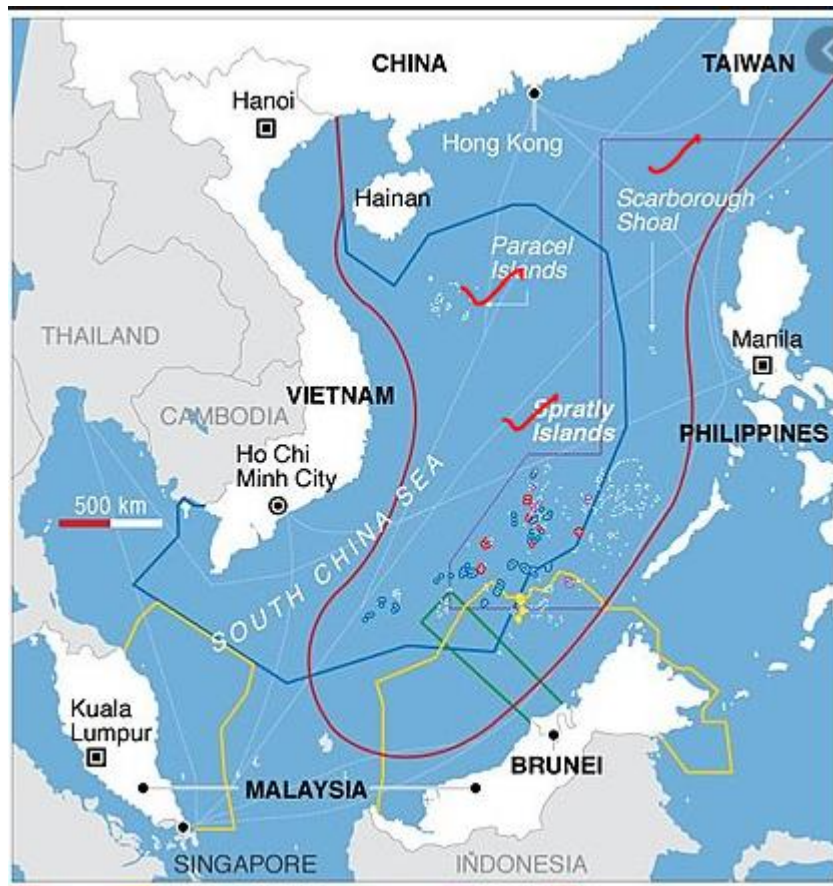 CHINA
TAIWAN
Hanoi
Hong Kong
Hainan
Scarborough
Shoal
Paracel
Islands
THAILAND
Manila
VIETNAM
CAMBODIA
Spratly
Islands
PHILIPPINES
Ho Chi
Minh City
500 km
SOUTH CHINA SEA
Kuala
Lumpur
MALAYSIA
BRUNEI
SINGAPORE
INDONESIA